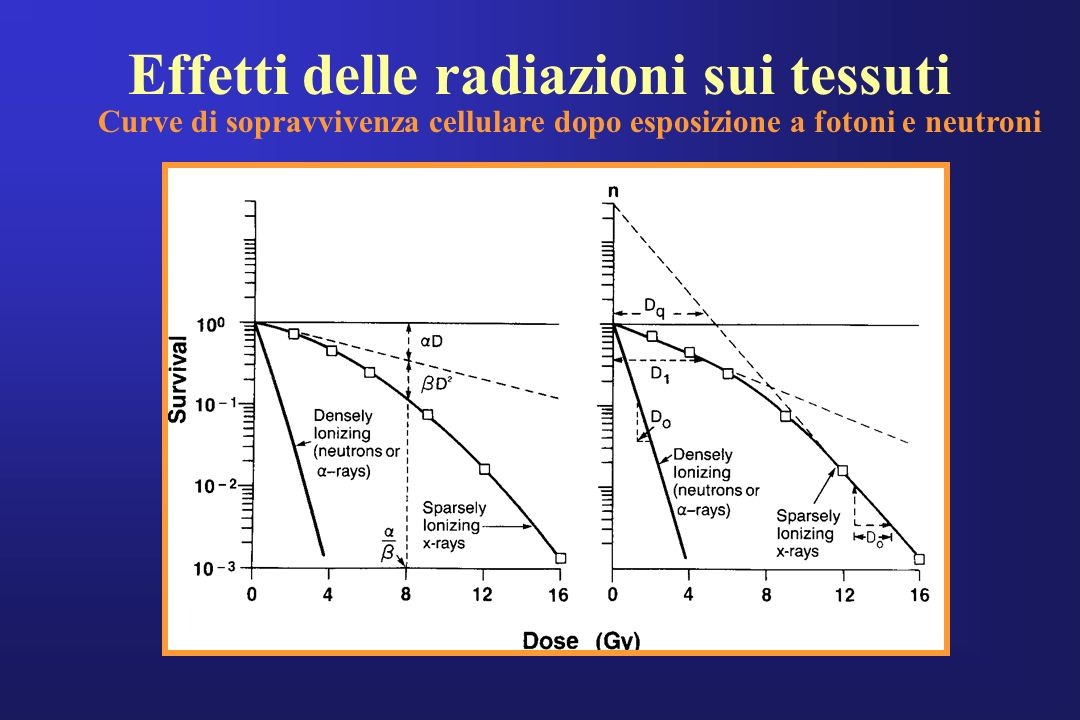 Effetti delle radiazioni sui tessuti
Curve di sopravvivenza cellulare dopo esposizione a fotoni e neutroni
Survival
10⁰
10⁻¹
10⁻²
10⁻³
αD
βD²
Densely
Ionizing
(neutrons or
α-rays)
Sparsely
Ionizing
x-rays
α
β
0 4 8 12 16
n
Dq
D₁
D₀
Densely
Ionizing
(neutrons or
α-rays)
Sparsely
Ionizing
x-rays
D₀
0 4 8 12 16
Dose (Gy)